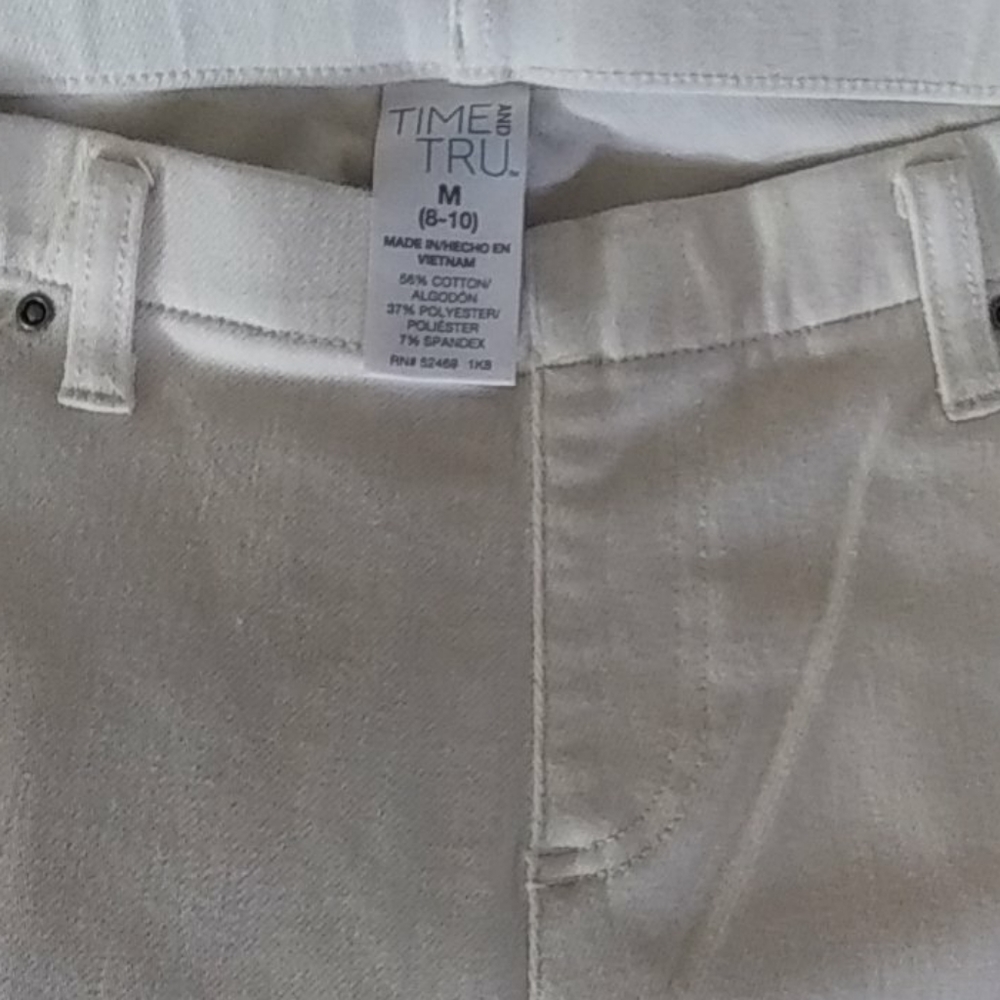 TIME AND
TRU™
M
(8-10)
MADE IN/HECHO EN
VIETNAM
56% COTTON/
ALGODÓN
37% POLYESTER/
POLIÉSTER
7% SPANDEX
RN# 52469 1KB